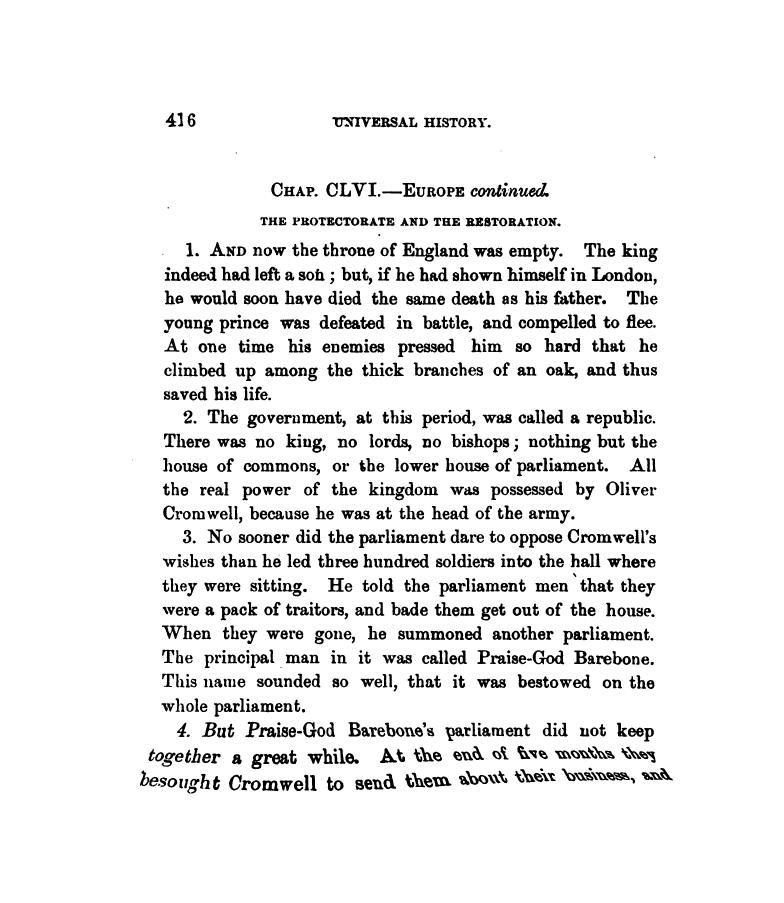 416 UNIVERSAL HISTORY.
CHAP. CLVI.—EUROPE continued.
THE PROTECTORATE AND THE RESTORATION.
1. AND now the throne of England was empty. The king
indeed had left a son ; but, if he had shown himself in London,
he would soon have died the same death as his father. The
young prince was defeated in battle, and compelled to flee.
At one time his enemies pressed him so hard that he
climbed up among the thick branches of an oak, and thus
saved his life.
2. The government, at this period, was called a republic.
There was no king, no lords, no bishops ; nothing but the
house of commons, or the lower house of parliament. All
the real power of the kingdom was possessed by Oliver
Cromwell, because he was at the head of the army.
3. No sooner did the parliament dare to oppose Cromwell's
wishes than he led three hundred soldiers into the hall where
they were sitting. He told the parliament men that they
were a pack of traitors, and bade them get out of the house.
When they were gone, he summoned another parliament.
The principal man in it was called Praise-God Barebone.
This name sounded so well, that it was bestowed on the
whole parliament.
4. But Praise-God Barebone's parliament did not keep
together a great while. At the end of five months they
besought Cromwell to send them about their business, and